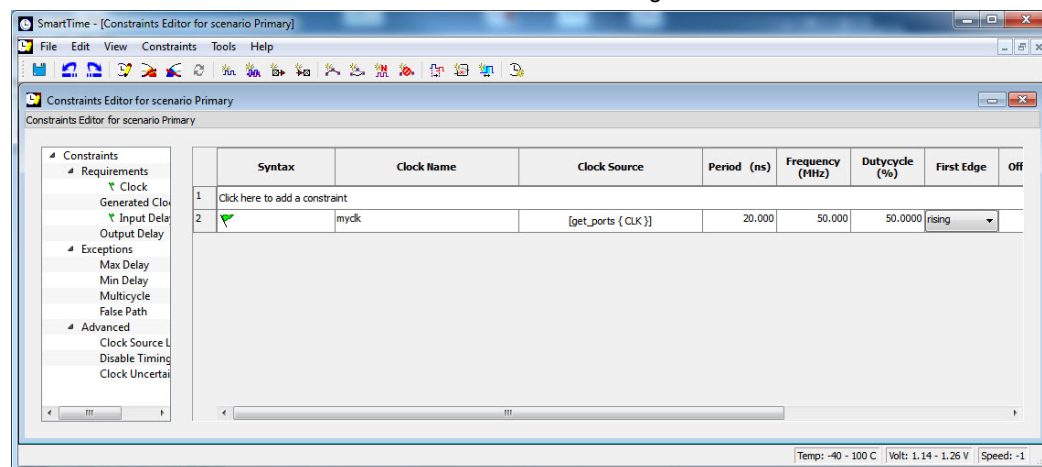 SmartTime - [Constraints Editor for scenario Primary]
File Edit View Constraints Tools Help
Constraints Editor for scenario Primary
Constraints Editor for scenario Primary
Constraints
Requirements
Clock
Generated Clo
Input Dela
Output Delay
Exceptions
Max Delay
Min Delay
Multicycle
False Path
Advanced
Clock Source L
Disable Timing
Clock Uncertai
Syntax Clock Name Clock Source Period (ns) Frequency (MHz) Dutycycle (%) First Edge Off
1 Click here to add a constraint
2 myclk [get_ports { CLK }] 20.000 50.000 50.0000 rising
Temp: -40 - 100 C Volt: 1.14 - 1.26 V Speed: -1